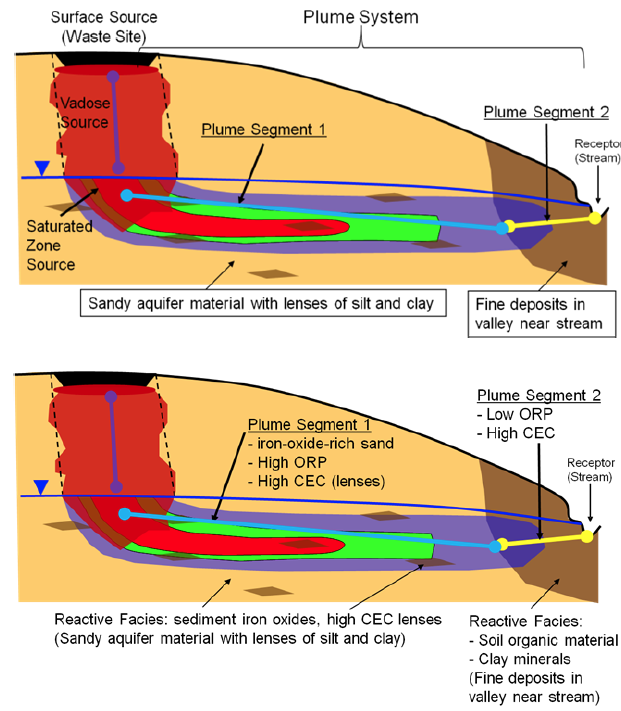 Surface Source
(Waste Site)
Plume System
Vadose
Source
Plume Segment 1
Plume Segment 2
Receptor
(Stream)
Saturated
Zone
Source
Sandy aquifer material with lenses of silt and clay
Fine deposits in
valley near stream
Plume Segment 1
- iron-oxide-rich sand
- High ORP
- High CEC (lenses)
Plume Segment 2
- Low ORP
- High CEC
Receptor
(Stream)
Reactive Facies: sediment iron oxides, high CEC lenses
(Sandy aquifer material with lenses of silt and clay)
Reactive Facies:
- Soil organic material
- Clay minerals
(Fine deposits in
valley near stream)